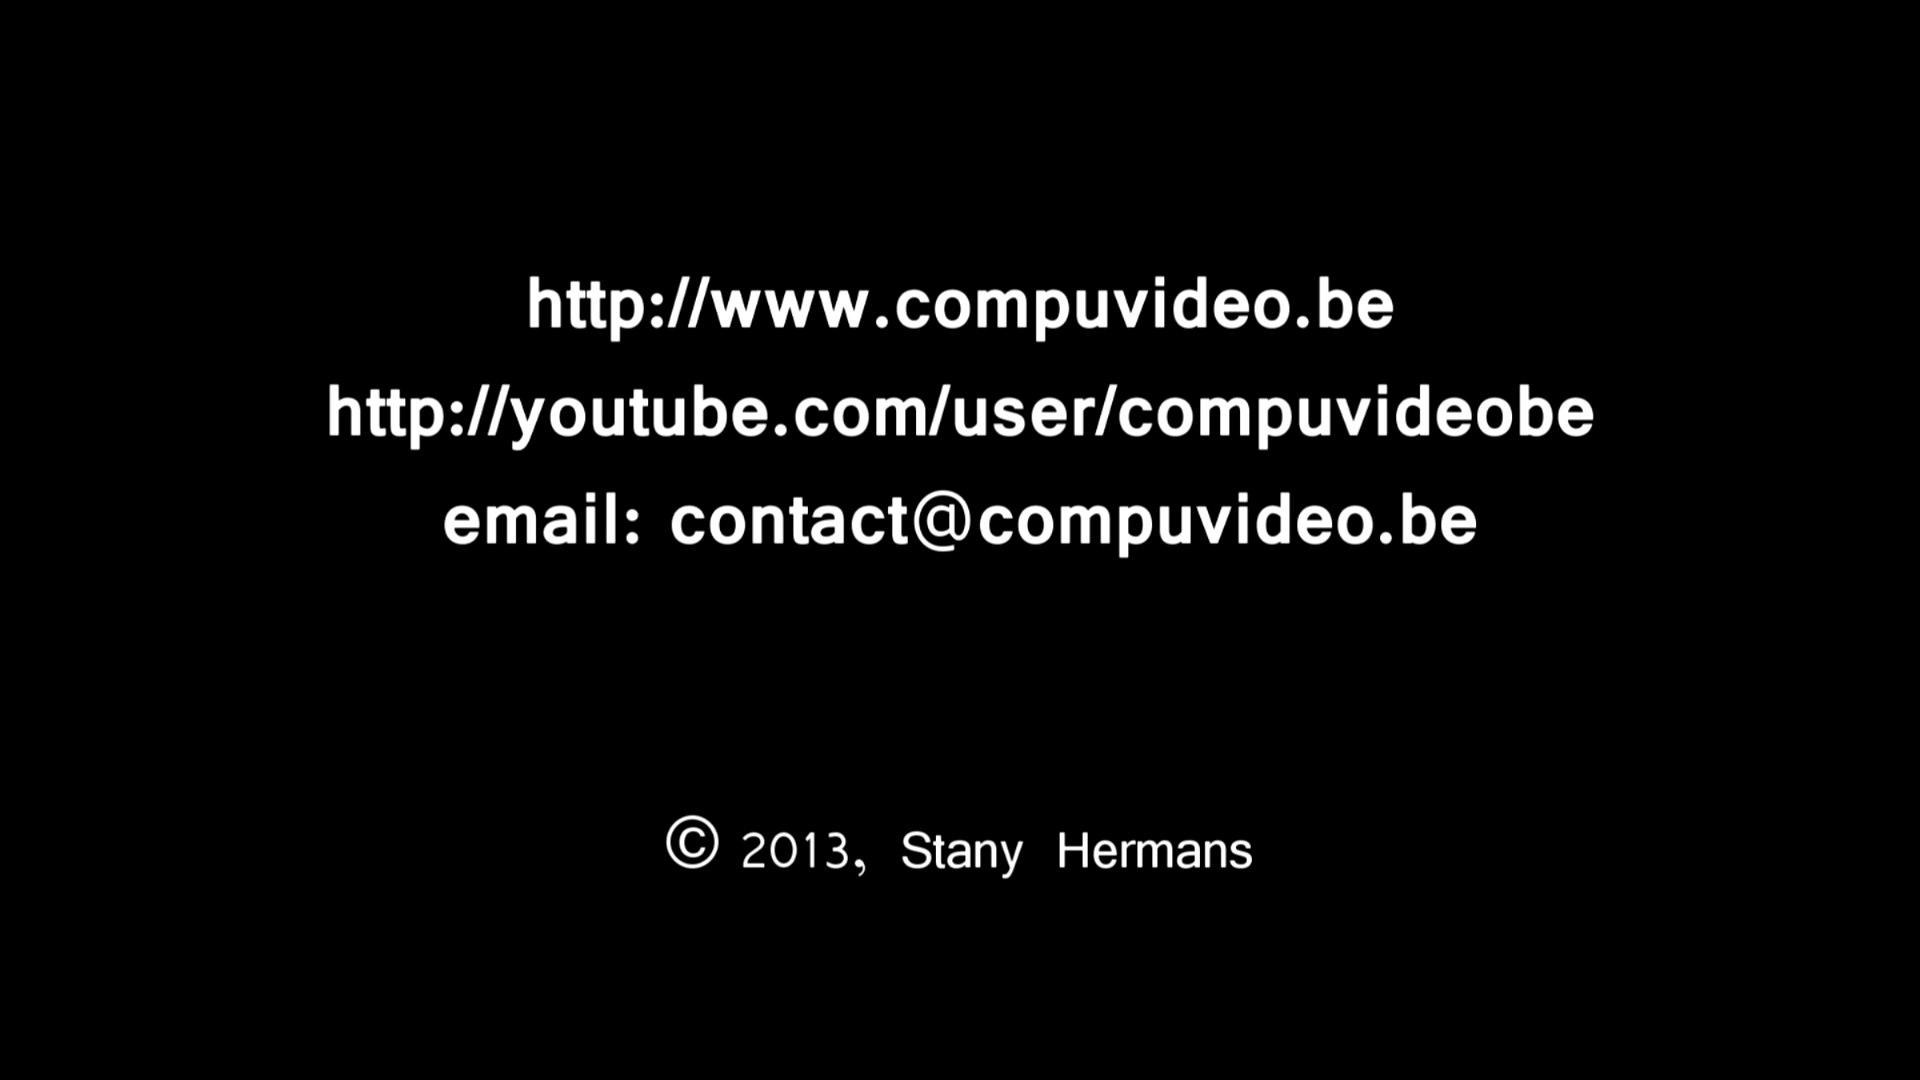 http://www.compuvideo.be
http://youtube.com/user/compuvideobe
email: contact@compuvideo.be
© 2013, Stany Hermans